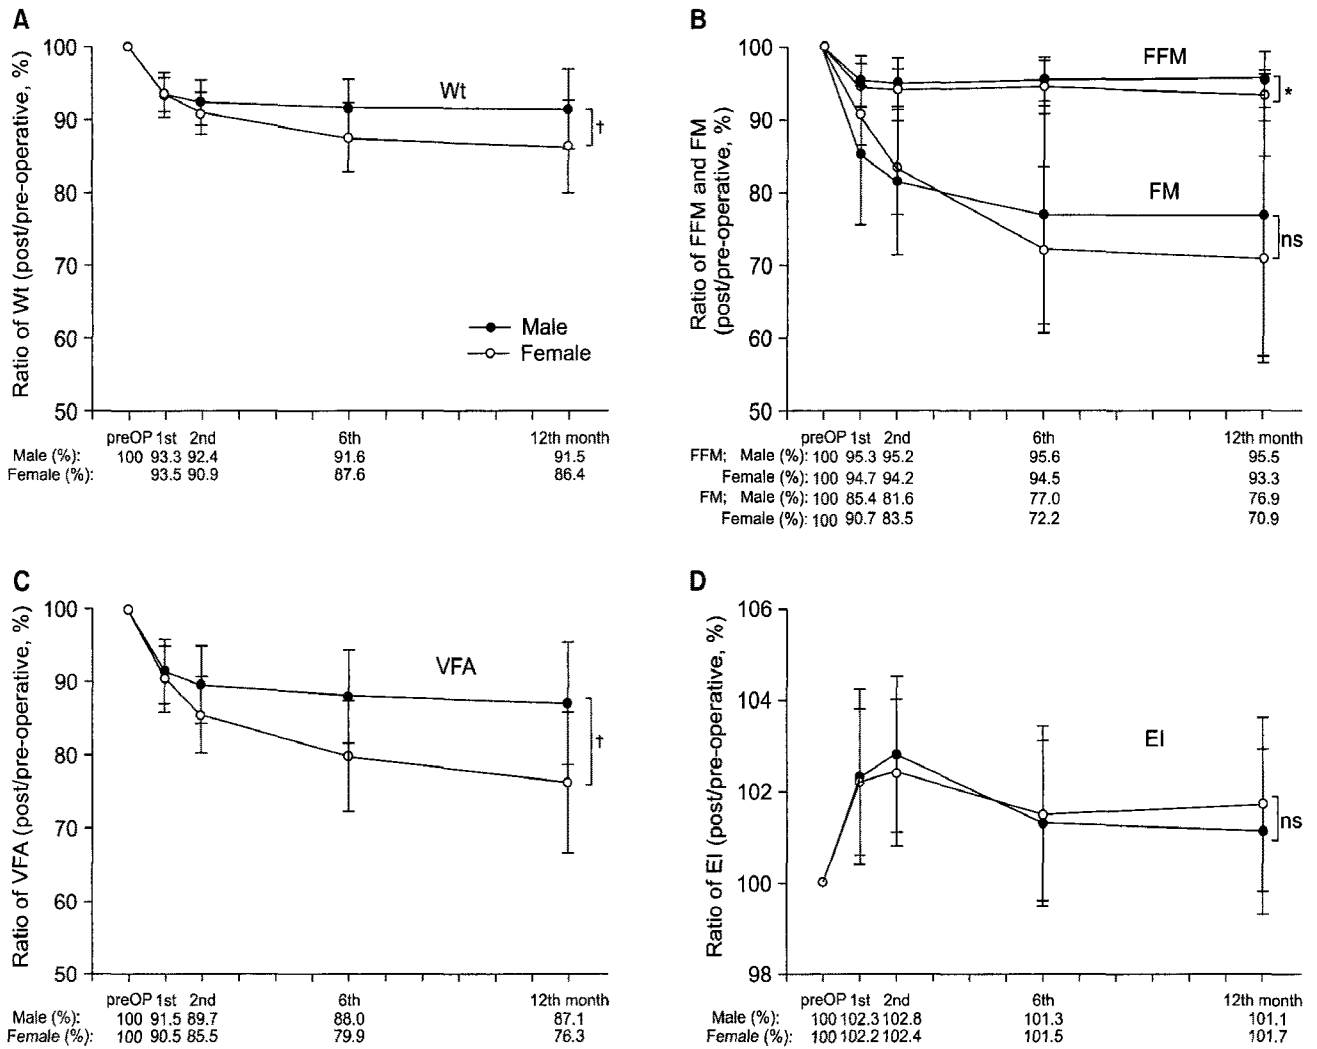 A
Ratio of Wt (post/pre-operative, %)
100
90
80
70
60
50
Wt
†
Male
Female
preOP 1st 2nd 6th 12th month
Male (%): 100 93.3 92.4 91.6 91.5
Female (%): 93.5 90.9 87.6 86.4
B
Ratio of FFM and FM
(post/pre-operative, %)
100
90
80
70
60
50
FFM
*
FM
ns
preOP 1st 2nd 6th 12th month
FFM; Male (%): 100 95.3 95.2 95.6 95.5
Female (%): 100 94.7 94.2 94.5 93.3
FM; Male (%): 100 85.4 81.6 77.0 76.9
Female (%): 100 90.7 83.5 72.2 70.9
C
Ratio of VFA (post/pre-operative, %)
100
90
80
70
60
50
VFA
†
preOP 1st 2nd 6th 12th month
Male (%): 100 91.5 89.7 88.0 87.1
Female (%): 100 90.5 85.5 79.9 76.3
D
Ratio of EI (post/pre-operative, %)
106
104
102
100
98
EI
ns
preOP 1st 2nd 6th 12th month
Male (%): 100 102.3 102.8 101.3 101.1
Female (%): 100 102.2 102.4 101.5 101.7